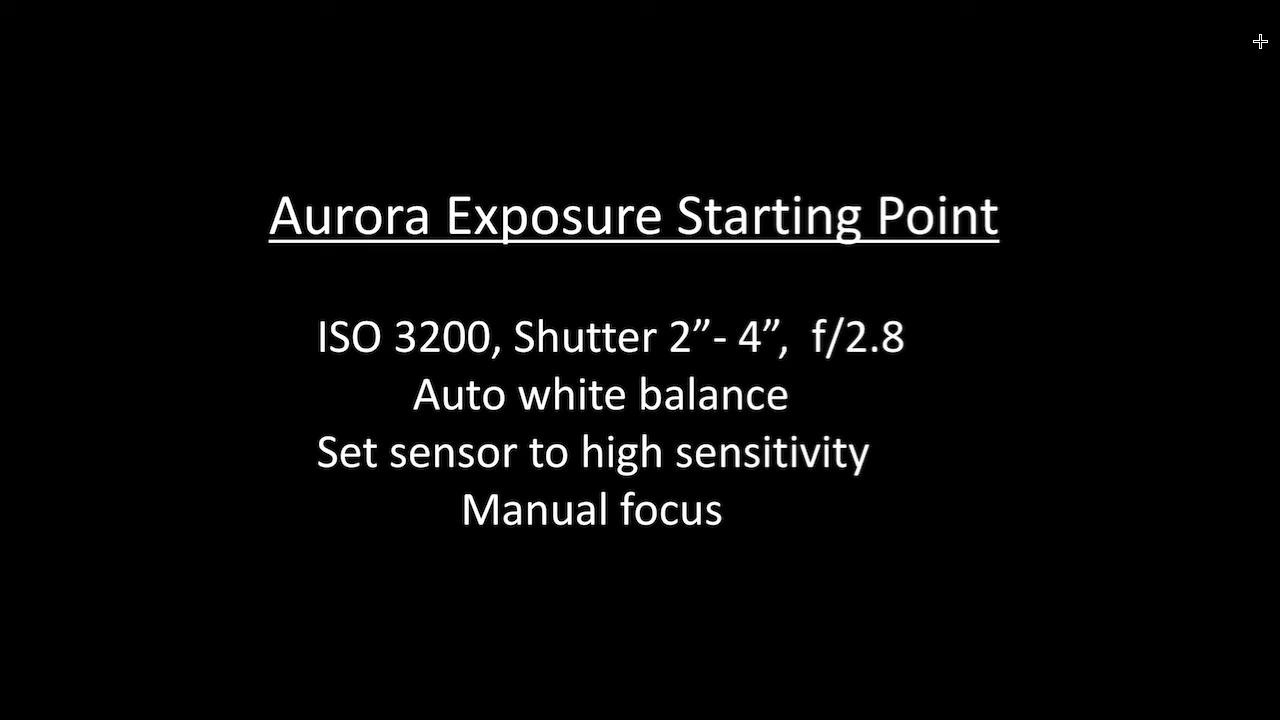 Aurora Exposure Starting Point
ISO 3200, Shutter 2”- 4”,  f/2.8
Auto white balance
Set sensor to high sensitivity
Manual focus